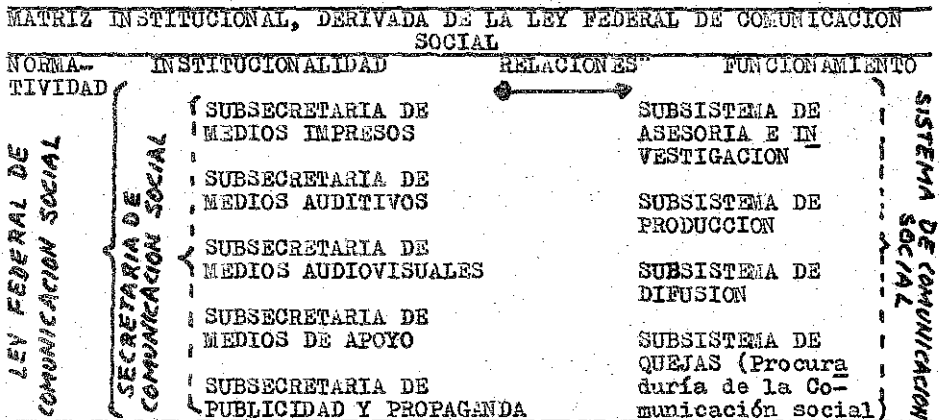 MATRIZ INSTITUCIONAL, DERIVADA DE LA LEY FEDERAL DE COMUNICACION
SOCIAL
NORMA-
TIVIDAD
INSTITUCIONALIDAD
RELACIONES"
FUNCIONAMIENTO
LEY FEDERAL DE
COMUNICACION SOCIAL
SECRETARIA DE
COMUNICACION SOCIAL
SUBSECRETARIA DE
MEDIOS IMPRESOS
SUBSECRETARIA DE
MEDIOS AUDITIVOS
SUBSECRETARIA DE
MEDIOS AUDIOVISUALES
SUBSECRETARIA DE
MEDIOS DE APOYO
SUBSECRETARIA DE
PUBLICIDAD Y PROPAGANDA
SUBSISTEMA DE
ASESORIA E IN
VESTIGACION
SUBSISTEMA DE
PRODUCCION
SUBSISTEMA DE
DIFUSION
SUBSISTEMA DE
QUEJAS (Procura
duría de la Co-
municación social)
SISTEMA DE COMUNICACION
SOCIAL